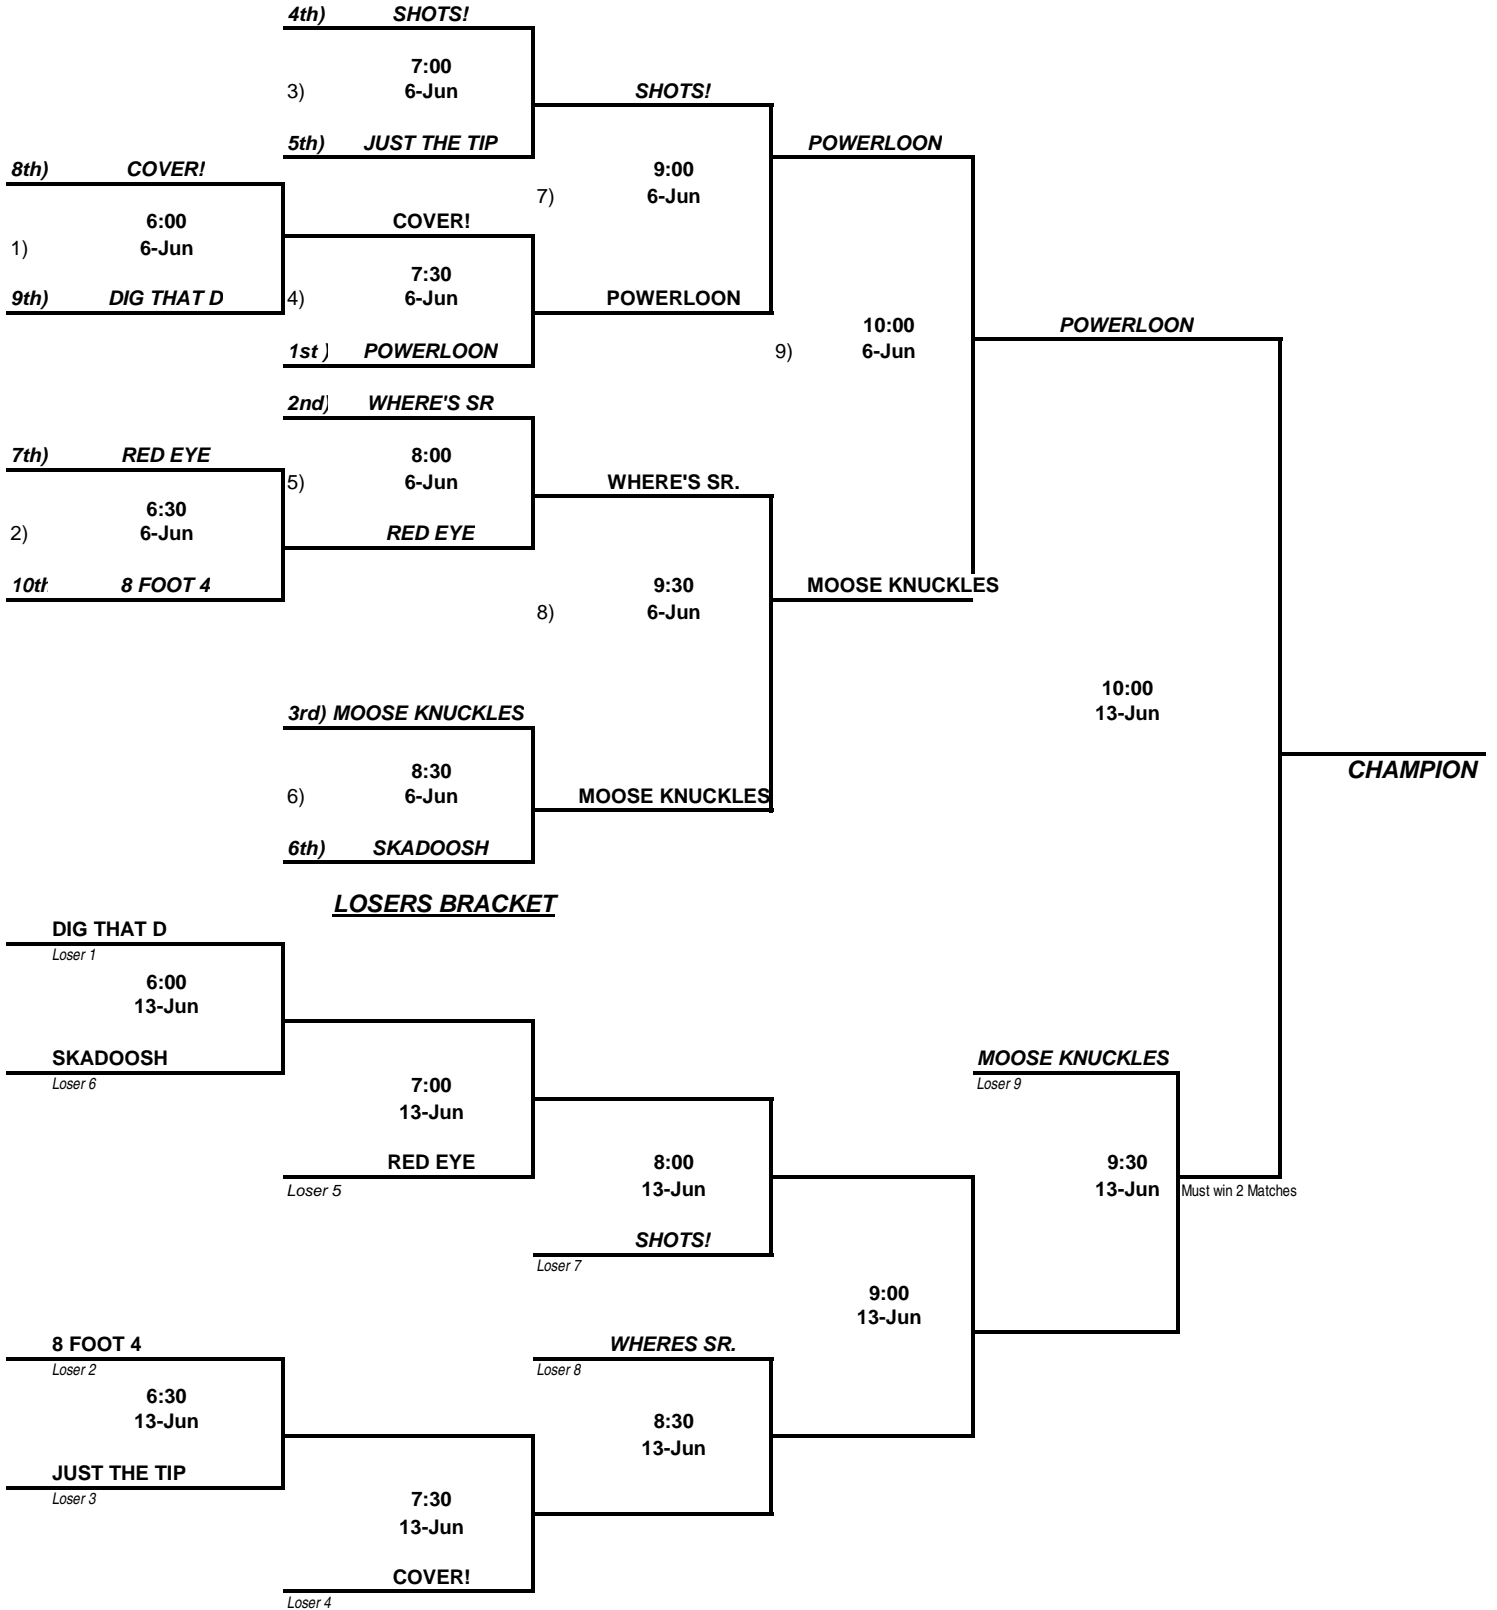 4th) SHOTS!
7:00
3) 6-Jun SHOTS!
5th) JUST THE TIP POWERLOON
8th) COVER! 9:00
7) 6-Jun
6:00 COVER!
1) 6-Jun
7:30
9th) DIG THAT D 4) 6-Jun POWERLOON
10:00 POWERLOON
1st ) POWERLOON 9) 6-Jun
2nd) WHERE'S SR
7th) RED EYE 8:00
5) 6-Jun WHERE'S SR.
6:30
2) 6-Jun RED EYE
10th 8 FOOT 4 9:30 MOOSE KNUCKLES
8) 6-Jun
10:00
3rd) MOOSE KNUCKLES 13-Jun
8:30 CHAMPION
6) 6-Jun MOOSE KNUCKLES
6th) SKADOOSH
LOSERS BRACKET
DIG THAT D
Loser 1
6:00
13-Jun
SKADOOSH MOOSE KNUCKLES
Loser 6 7:00 Loser 9
13-Jun
RED EYE 8:00 9:30
Loser 5 13-Jun 13-Jun Must win 2 Matches
SHOTS!
Loser 7
9:00
13-Jun
8 FOOT 4 WHERES SR.
Loser 2 Loser 8
6:30
13-Jun 8:30
13-Jun
JUST THE TIP
Loser 3 7:30
13-Jun
COVER!
Loser 4